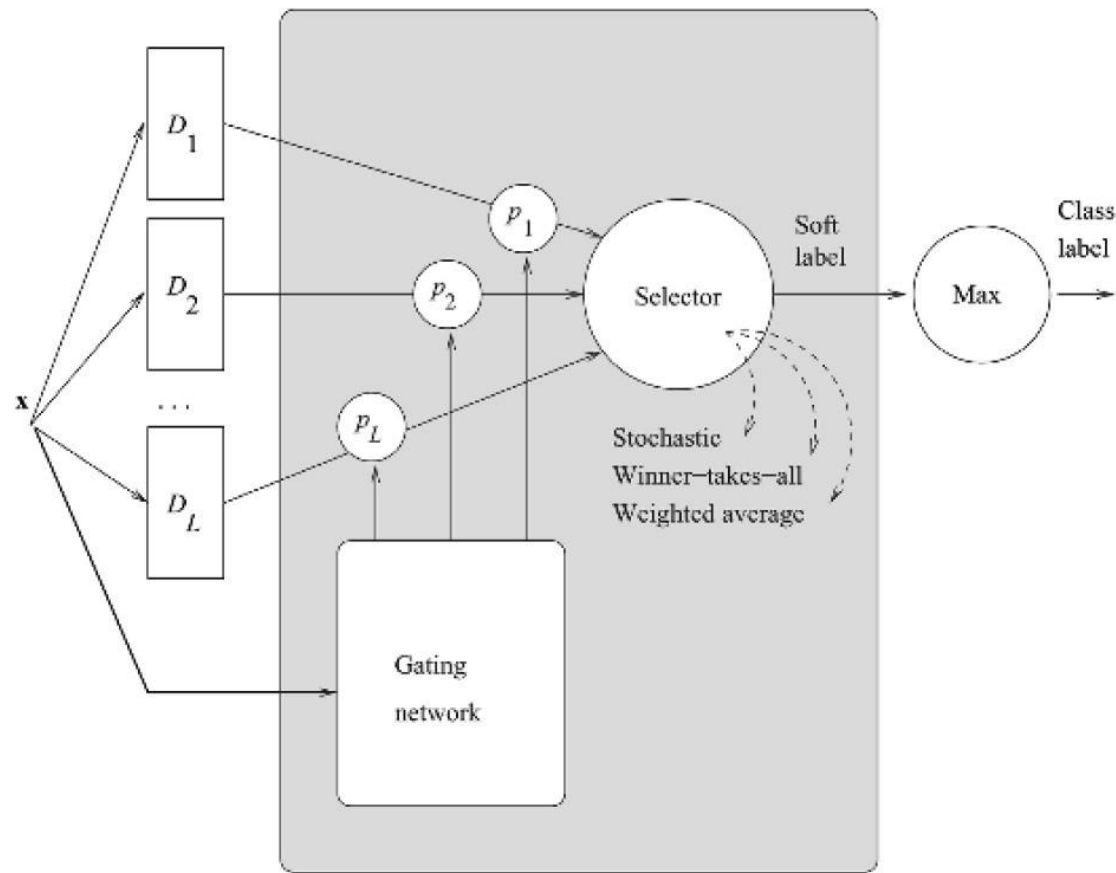 D1
p1
Class
label
Soft
label
D2
p2
Selector
Max
x
...
pL
Stochastic
DL
Winner-takes-all
Weighted average
Gating
network